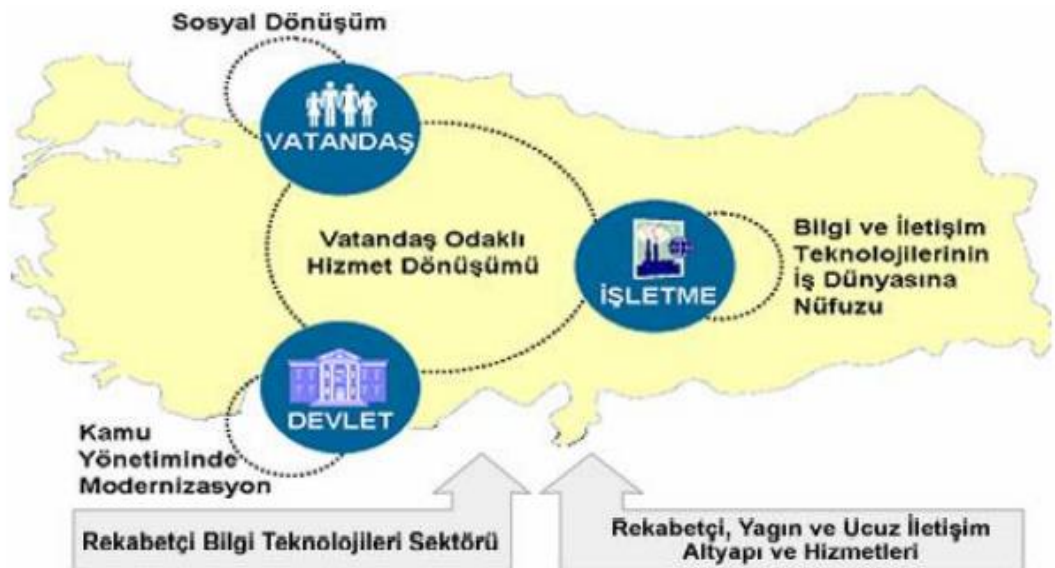 Sosyal Dönüşüm
VATANDAŞ
Vatandaş Odaklı
Hizmet Dönüşümü
İŞLETME
Bilgi ve İletişim
Teknolojilerinin
İş Dünyasına
Nüfuzu
DEVLET
Kamu
Yönetiminde
Modernizasyon
Rekabetçi Bilgi Teknolojileri Sektörü
Rekabetçi, Yagın ve Ucuz İletişim
Altyapı ve Hizmetleri